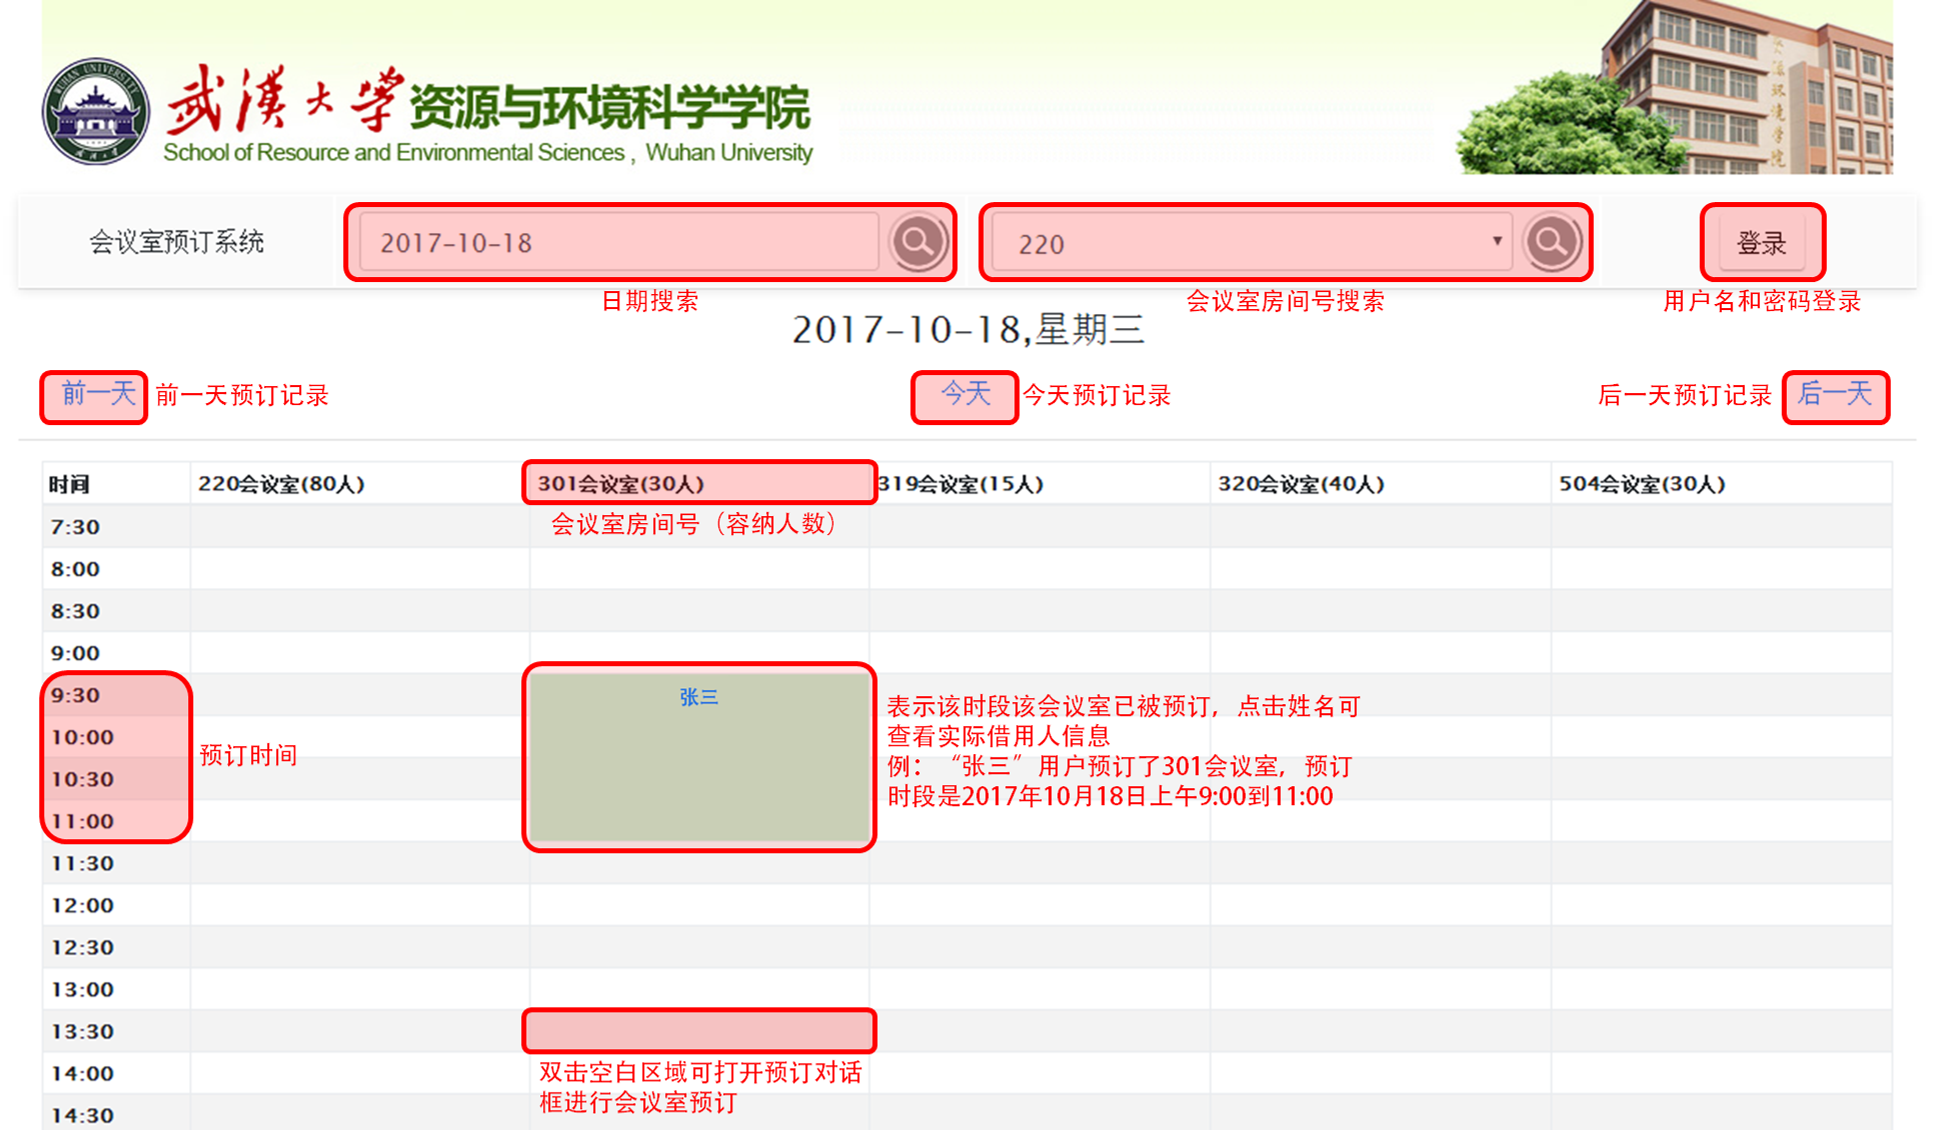 WUHAN UNIVERSITY
武汉大学
武漢大学资源与环境科学学院
School of Resource and Environmental Sciences , Wuhan University
资源环境学院
会议室预订系统
2017-10-18
220
登录
日期搜索
会议室房间号搜索
用户名和密码登录
2017-10-18,星期三
前一天 前一天预订记录
今天 今天预订记录
后一天预订记录 后一天
时间 220会议室(80人) 301会议室(30人) 319会议室(15人) 320会议室(40人) 504会议室(30人)
7:30
会议室房间号（容纳人数）
8:00
8:30
9:00
9:30
张三
10:00
10:30
11:00
预订时间
表示该时段该会议室已被预订，点击姓名可
查看实际借用人信息
例：“张三”用户预订了301会议室，预订
时段是2017年10月18日上午9:00到11:00
11:30
12:00
12:30
13:00
13:30
14:00
14:30
双击空白区域可打开预订对话
框进行会议室预订